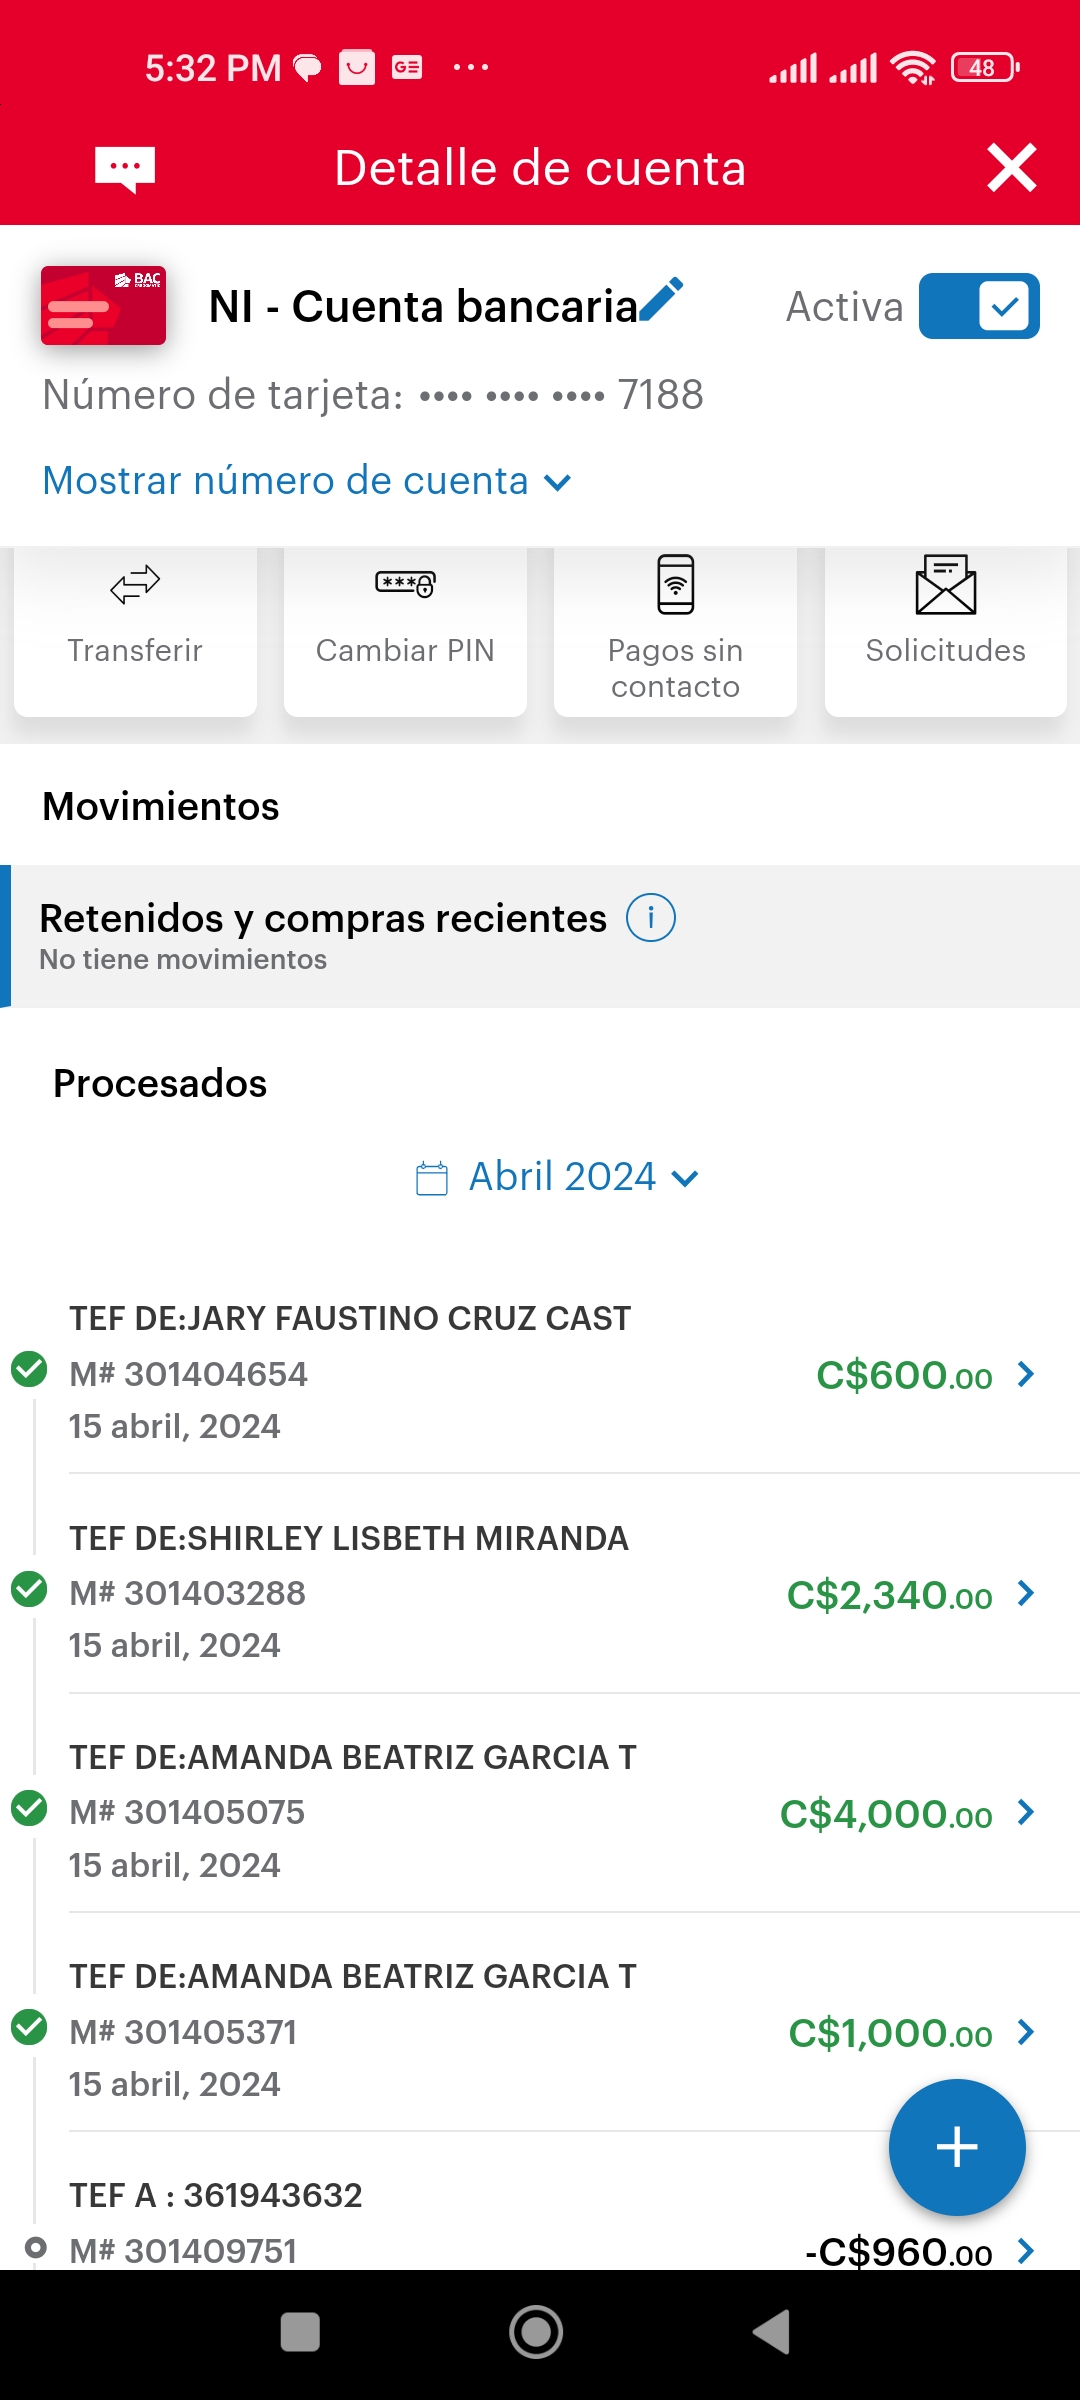 5:32 PM GE ... 48
Detalle de cuenta
BAC
NI - Cuenta bancaria Activa
Número de tarjeta: •••• •••• •••• 7188
Mostrar número de cuenta
Transferir Cambiar PIN Pagos sin contacto Solicitudes
Movimientos
Retenidos y compras recientes i
No tiene movimientos
Procesados
Abril 2024
TEF DE:JARY FAUSTINO CRUZ CAST
M# 301404654 C$600.00
15 abril, 2024
TEF DE:SHIRLEY LISBETH MIRANDA
M# 301403288 C$2,340.00
15 abril, 2024
TEF DE:AMANDA BEATRIZ GARCIA T
M# 301405075 C$4,000.00
15 abril, 2024
TEF DE:AMANDA BEATRIZ GARCIA T
M# 301405371 C$1,000.00
15 abril, 2024
TEF A : 361943632
M# 301409751 -C$960.00